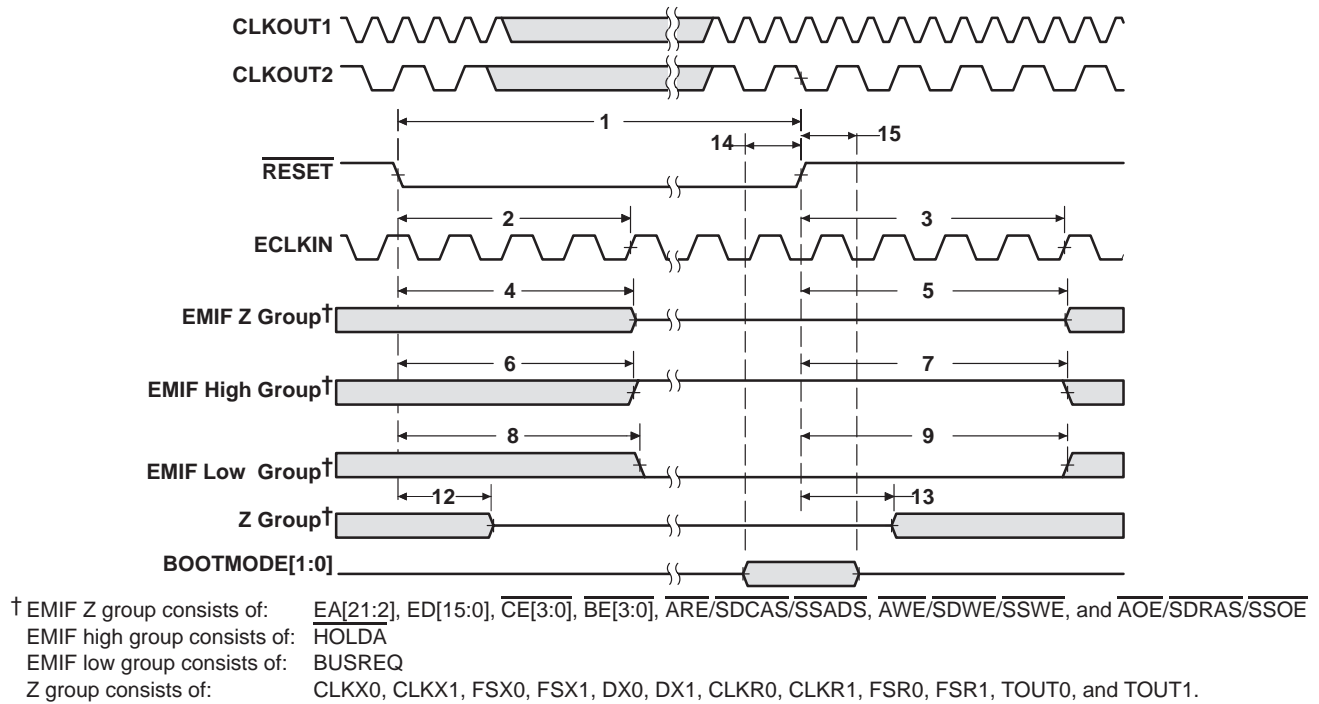 CLKOUT1
CLKOUT2
1
14
15
RESET
2
3
ECLKIN
4
5
EMIF Z Group†
6
7
EMIF High Group†
8
9
EMIF Low Group†
12
13
Z Group†
BOOTMODE[1:0]
† EMIF Z group consists of: EA[21:2], ED[15:0], CE[3:0], BE[3:0], ARE/SDCAS/SSADS, AWE/SDWE/SSWE, and AOE/SDRAS/SSOE
EMIF high group consists of: HOLDA
EMIF low group consists of: BUSREQ
Z group consists of: CLKX0, CLKX1, FSX0, FSX1, DX0, DX1, CLKR0, CLKR1, FSR0, FSR1, TOUT0, and TOUT1.